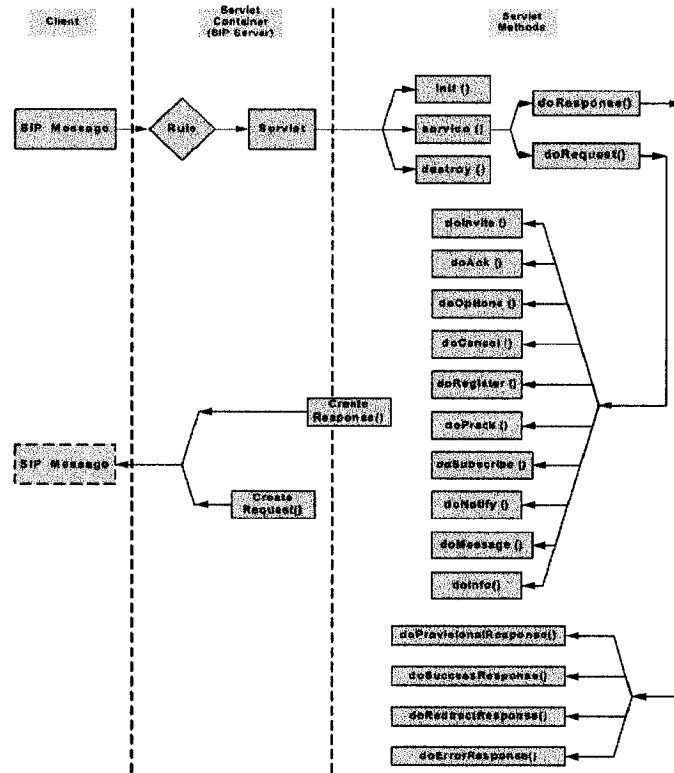 Client
Servlet
Container
(SIP Server)
Servlet
Methods
SIP Message
Rule
Servlet
Init ()
service ()
destroy ()
doResponse()
doRequest()
doInvite ()
doAck ()
doOptions ()
doCancel ()
doRegister ()
doPrack ()
doSubscribe ()
doNotify ()
doMessage ()
doInfo()
Create
Response()
SIP Message
Create
Request()
doProvisionalResponse()
doSuccessResponse()
doRedirectResponse()
doErrorResponse()